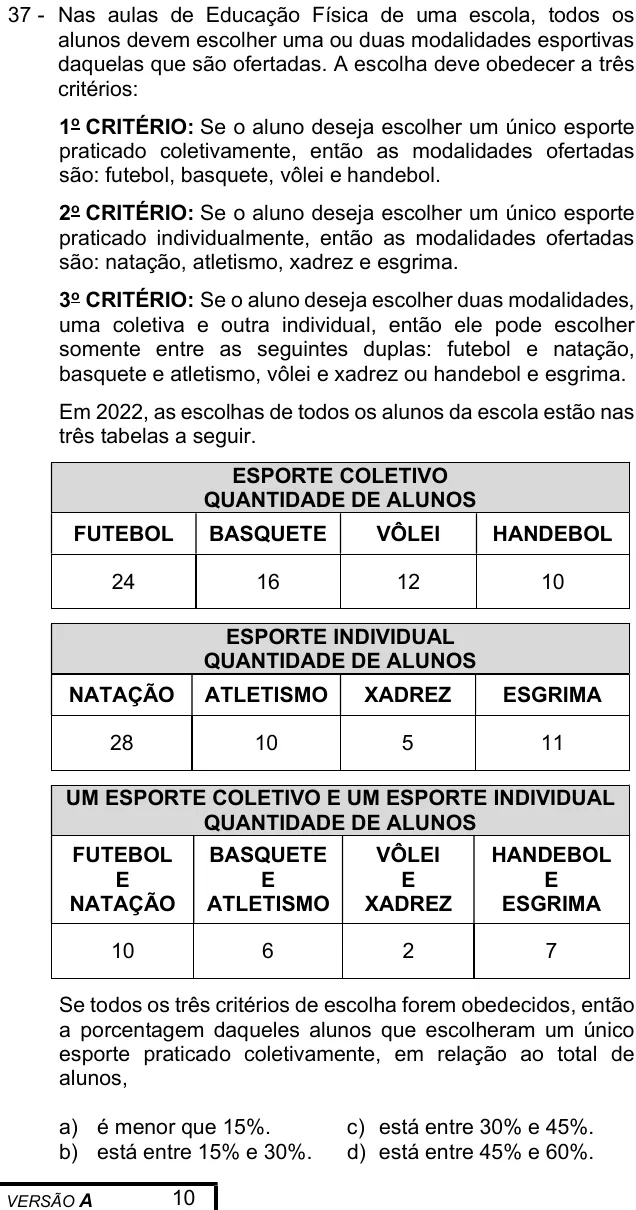 37 - Nas aulas de Educação Física de uma escola, todos os
alunos devem escolher uma ou duas modalidades esportivas
daquelas que são ofertadas. A escolha deve obedecer a três
critérios:
1º CRITÉRIO: Se o aluno deseja escolher um único esporte
praticado coletivamente, então as modalidades ofertadas
são: futebol, basquete, vôlei e handebol.
2º CRITÉRIO: Se o aluno deseja escolher um único esporte
praticado individualmente, então as modalidades ofertadas
são: natação, atletismo, xadrez e esgrima.
3º CRITÉRIO: Se o aluno deseja escolher duas modalidades,
uma coletiva e outra individual, então ele pode escolher
somente entre as seguintes duplas: futebol e natação,
basquete e atletismo, vôlei e xadrez ou handebol e esgrima.
Em 2022, as escolhas de todos os alunos da escola estão nas
três tabelas a seguir.
ESPORTE COLETIVO
QUANTIDADE DE ALUNOS
FUTEBOL BASQUETE VÔLEI HANDEBOL
24 16 12 10
ESPORTE INDIVIDUAL
QUANTIDADE DE ALUNOS
NATAÇÃO ATLETISMO XADREZ ESGRIMA
28 10 5 11
UM ESPORTE COLETIVO E UM ESPORTE INDIVIDUAL
QUANTIDADE DE ALUNOS
FUTEBOL BASQUETE VÔLEI HANDEBOL
E E E E
NATAÇÃO ATLETISMO XADREZ ESGRIMA
10 6 2 7
Se todos os três critérios de escolha forem obedecidos, então
a porcentagem daqueles alunos que escolheram um único
esporte praticado coletivamente, em relação ao total de
alunos,
a) é menor que 15%. c) está entre 30% e 45%.
b) está entre 15% e 30%. d) está entre 45% e 60%.
VERSÃO A 10